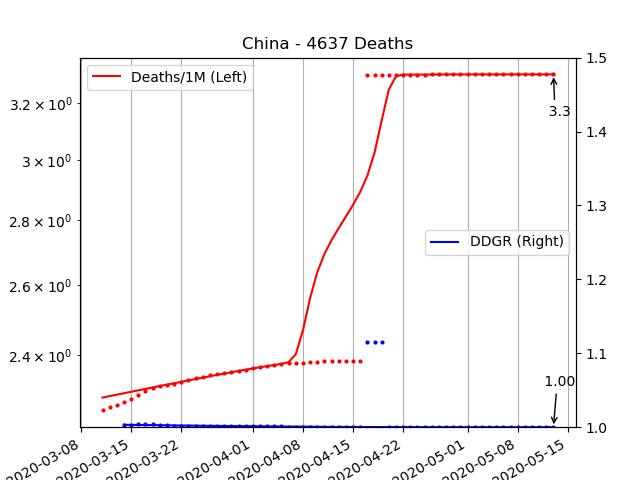 China - 4637 Deaths
Deaths/1M (Left)
DDGR (Right)
3.2 × 10⁰
3 × 10⁰
2.8 × 10⁰
2.6 × 10⁰
2.4 × 10⁰
1.5
1.4
1.3
1.2
1.1
1.0
3.3
1.00
2020-03-08
2020-03-15
2020-03-22
2020-04-01
2020-04-08
2020-04-15
2020-04-22
2020-05-01
2020-05-08
2020-05-15